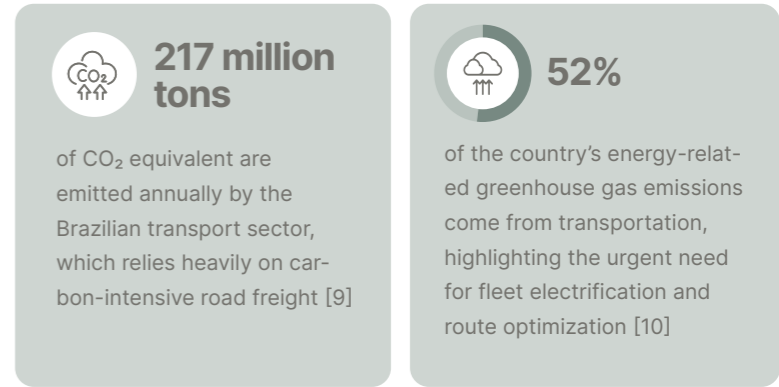 CO₂
217 million
tons
of CO₂ equivalent are
emitted annually by the
Brazilian transport sector,
which relies heavily on car-
bon-intensive road freight [9]
52%
of the country’s energy-relat-
ed greenhouse gas emissions
come from transportation,
highlighting the urgent need
for fleet electrification and
route optimization [10]